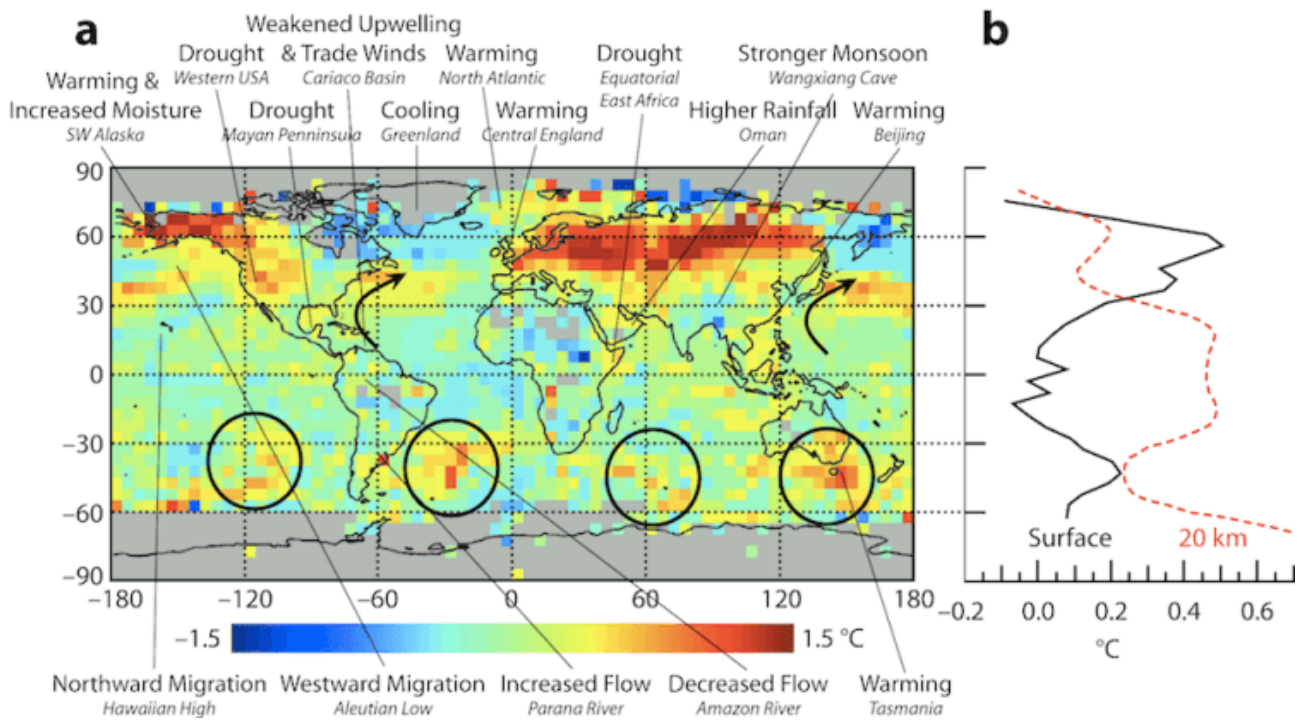 a
b
Weakened Upwelling
Drought & Trade Winds Warming Drought Stronger Monsoon
Western USA Cariaco Basin North Atlantic Equatorial Wangxiang Cave
Warming & East Africa
Increased Moisture Drought Cooling Warming Higher Rainfall Warming
SW Alaska Mayan Penninsula Greenland Central England Oman Beijing
90
60
30
0
−30
−60
−90
−180 −120 −60 0 60 120 180
−1.5 1.5 °C
Surface 20 km
−0.2 0.0 0.2 0.4 0.6
°C
Northward Migration Westward Migration Increased Flow Decreased Flow Warming
Hawaiian High Aleutian Low Parana River Amazon River Tasmania